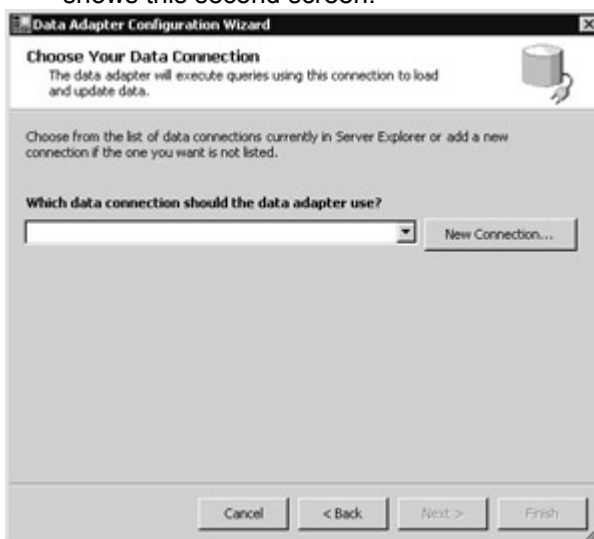 shows this second screen.
Data Adapter Configuration Wizard
Choose Your Data Connection
The data adapter will execute queries using this connection to load
and update data.
Choose from the list of data connections currently in Server Explorer or add a new
connection if the one you want is not listed.
Which data connection should the data adapter use?
New Connection...
Cancel
< Back
Next >
Finish